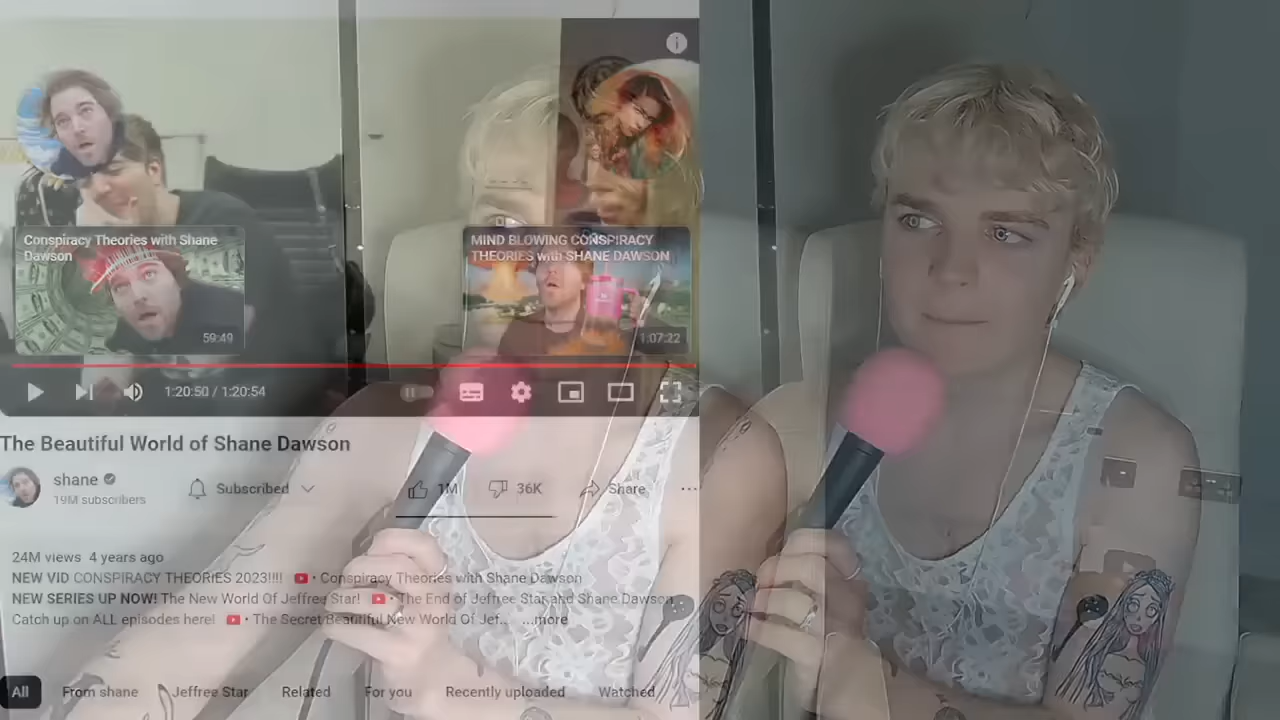 Conspiracy Theories with Shane
Dawson
59:49
MIND BLOWING CONSPIRACY
THEORIES with SHANE DAWSON
1:07:22
1:20:50 / 1:20:54
The Beautiful World of Shane Dawson
shane
19M subscribers
Subscribed
1M
36K
Share
24M views 4 years ago
NEW VID CONSPIRACY THEORIES 2023!!!! • Conspiracy Theories with Shane Dawson
NEW SERIES UP NOW! The New World Of Jeffree Star! • The End of Jeffree Star and Shane Dawson
Catch up on ALL episodes here! • The Secret Beautiful New World Of Jef... ...more
All From shane Jeffree Star Related For you Recently uploaded Watched